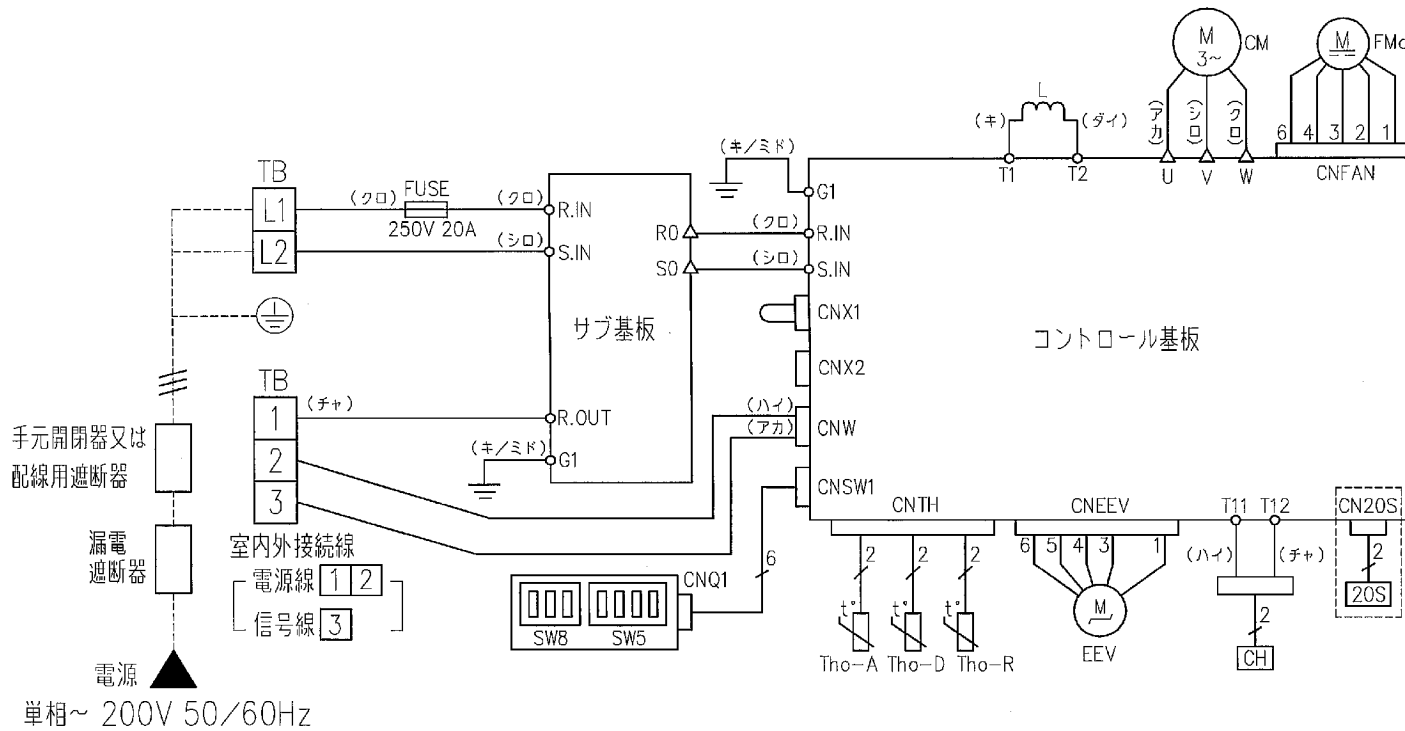 M
3~
CM
M
FMo
L
(キ)
(ダイ)
(アカ)
(シロ)
(クロ)
6 4 3 2 1
T1
T2
U
V
W
CNFAN
(キ/ミド)
G1
TB
L1
L2
(クロ)
FUSE
250V 20A
(クロ)
(シロ)
R.IN
S.IN
RO
SO
(クロ)
(シロ)
R.IN
S.IN
サブ基板
CNX1
CNX2
コントロール基板
TB
1
2
3
(チャ)
R.OUT
(キ/ミド)
G1
(ハイ)
(アカ)
CNW
CNSW1
手元開閉器又は
配線用遮断器
漏電
遮断器
室内外接続線
電源線 1 2
信号線 3
電源
単相~ 200V 50/60Hz
CNQ1
6
SW8
SW5
CNTH
2
2
2
t°
t°
t°
Tho-A
Tho-D
Tho-R
CNEEV
6 5 4 3 1
M
EEV
T11
T12
(ハイ)
(チャ)
2
CH
CN20S
2
20S